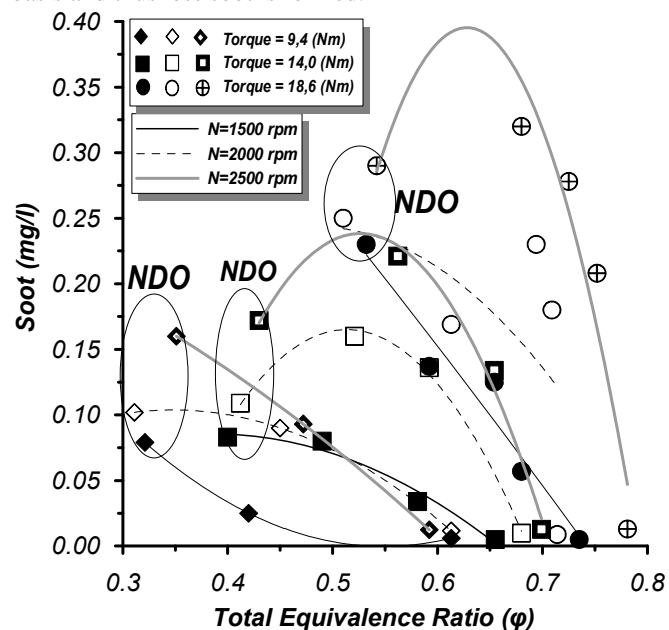 0.40
0.35
0.30
0.25
0.20
0.15
0.10
0.05
0.00
Soot (mg/l)
Torque = 9,4 (Nm)
Torque = 14,0 (Nm)
Torque = 18,6 (Nm)
N=1500 rpm
N=2000 rpm
N=2500 rpm
NDO
NDO
NDO
0.3 0.4 0.5 0.6 0.7 0.8
Total Equivalence Ratio (φ)